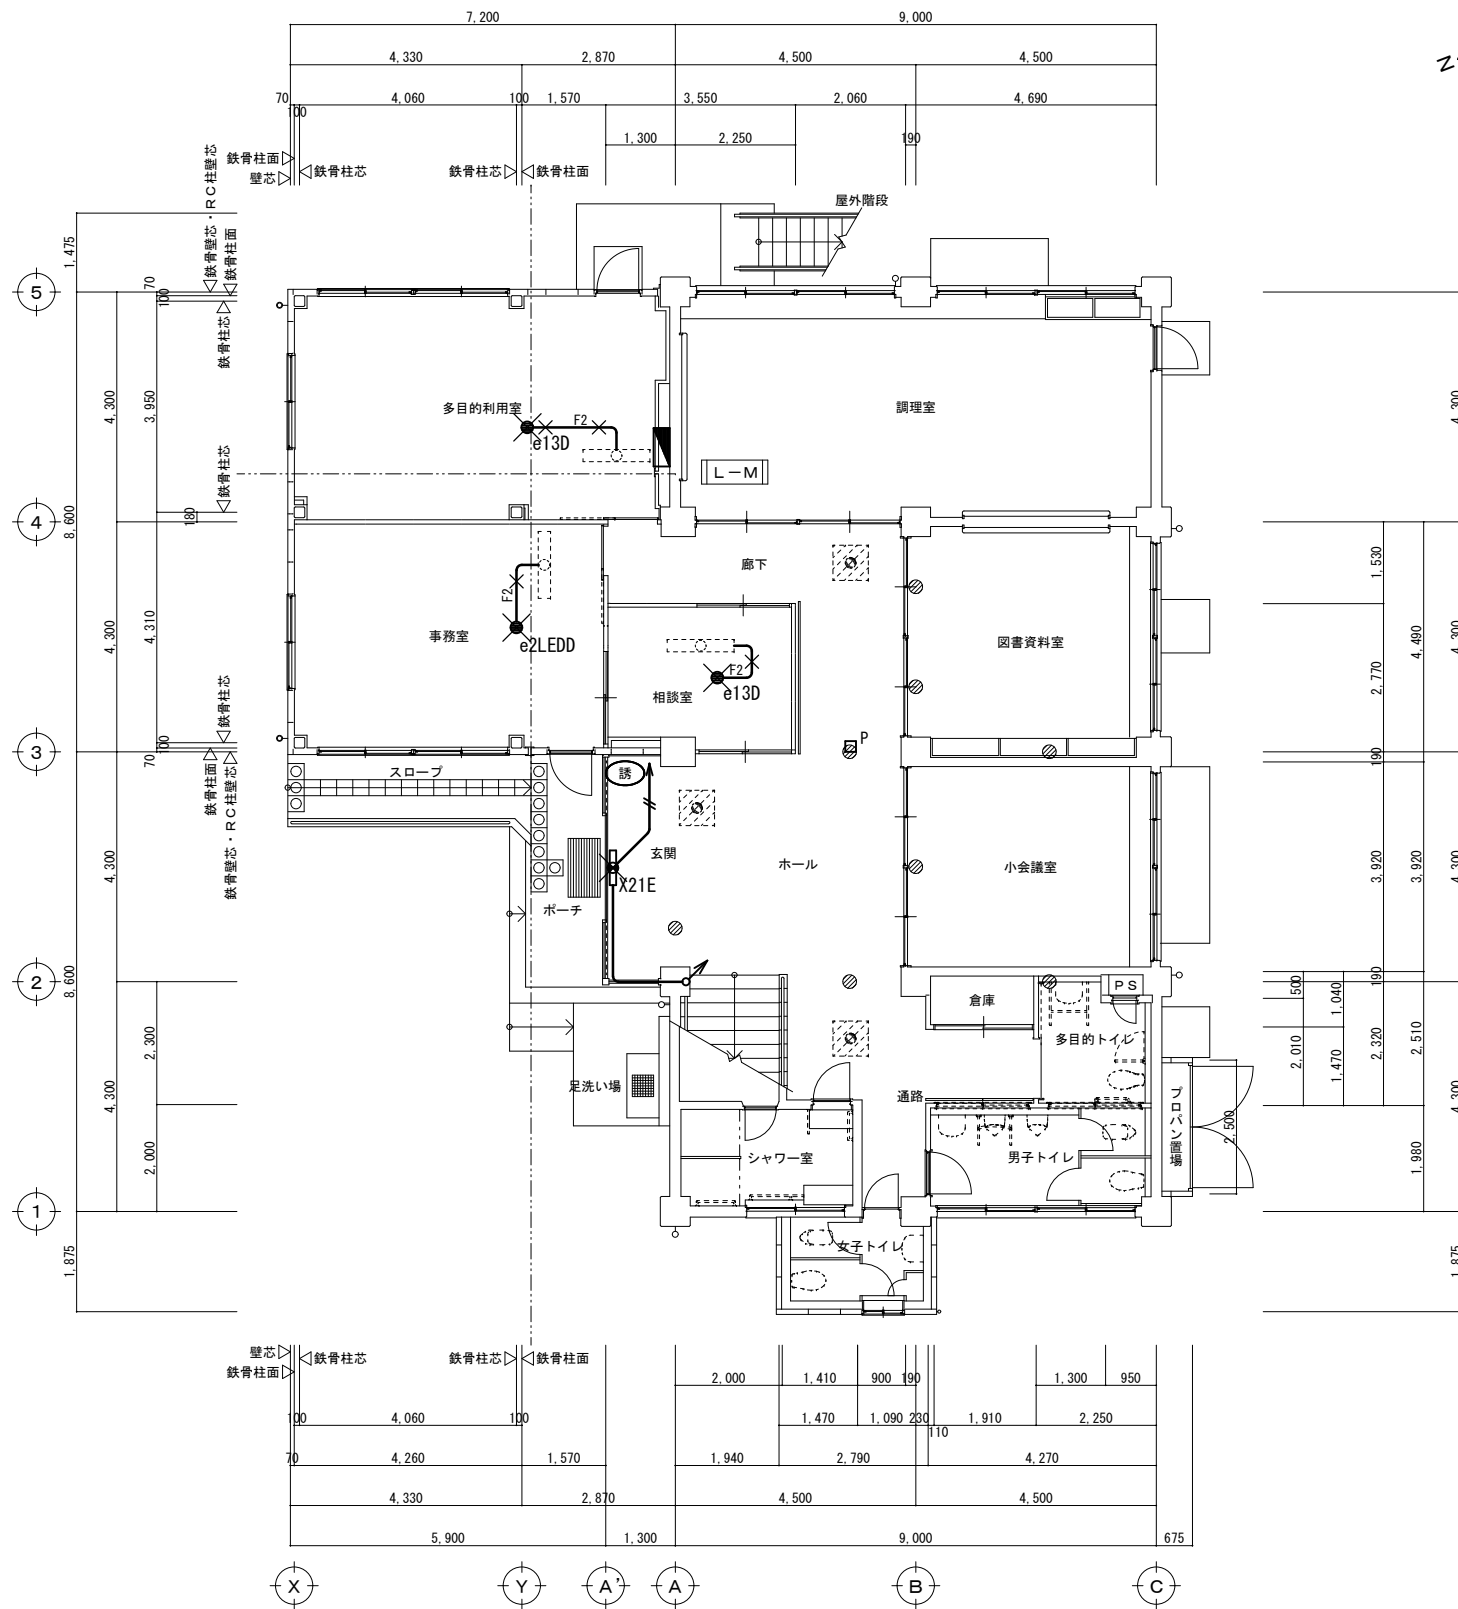 7,200 9,000
4,330 2,870 4,500 4,500
70 4,060 100 1,570 3,550 2,060 4,690
100
1,300 2,250 190
鉄骨柱面
壁芯
鉄骨柱芯
鉄骨柱芯
鉄骨柱面
鉄骨壁芯・RC柱壁芯
鉄骨柱面
屋外階段
N
1,475
70
100
5
鉄骨柱芯
4,300
3,950
多目的利用室
F2
e13D
調理室
L－M
4,300
鉄骨柱芯
180
4
8,600
廊下
1,530
F2
e2LEDD
事務室
4,300
4,310
図書資料室
相談室
F2
e13D
2,770
4,490
4,300
鉄骨柱芯
100
70
3
P
190
スロープ
誘
鉄骨柱面
鉄骨壁芯・RC柱壁芯
玄関
ホール
小会議室
X21E
ポーチ
4,300
3,920
3,920
4,300
2
8,600
190
倉庫
PS
500
1,040
多目的トイレ
2,300
2,010
1,470
2,320
2,510
足洗い場
通路
プロパン置場
4,300
4,300
2,000
シャワー室
男子トイレ
2,500
1,980
1
女子トイレ
1,875
1,875
壁芯
鉄骨柱面
鉄骨柱芯
鉄骨柱芯
鉄骨柱面
2,000 1,410 900 190 1,300 950
100 4,060 100 1,470 1,090 230 1,910 2,250
110
70 4,260 1,570 1,940 2,790 4,270
4,330 2,870 4,500 4,500
5,900 1,300 9,000 675
X Y A' A B C